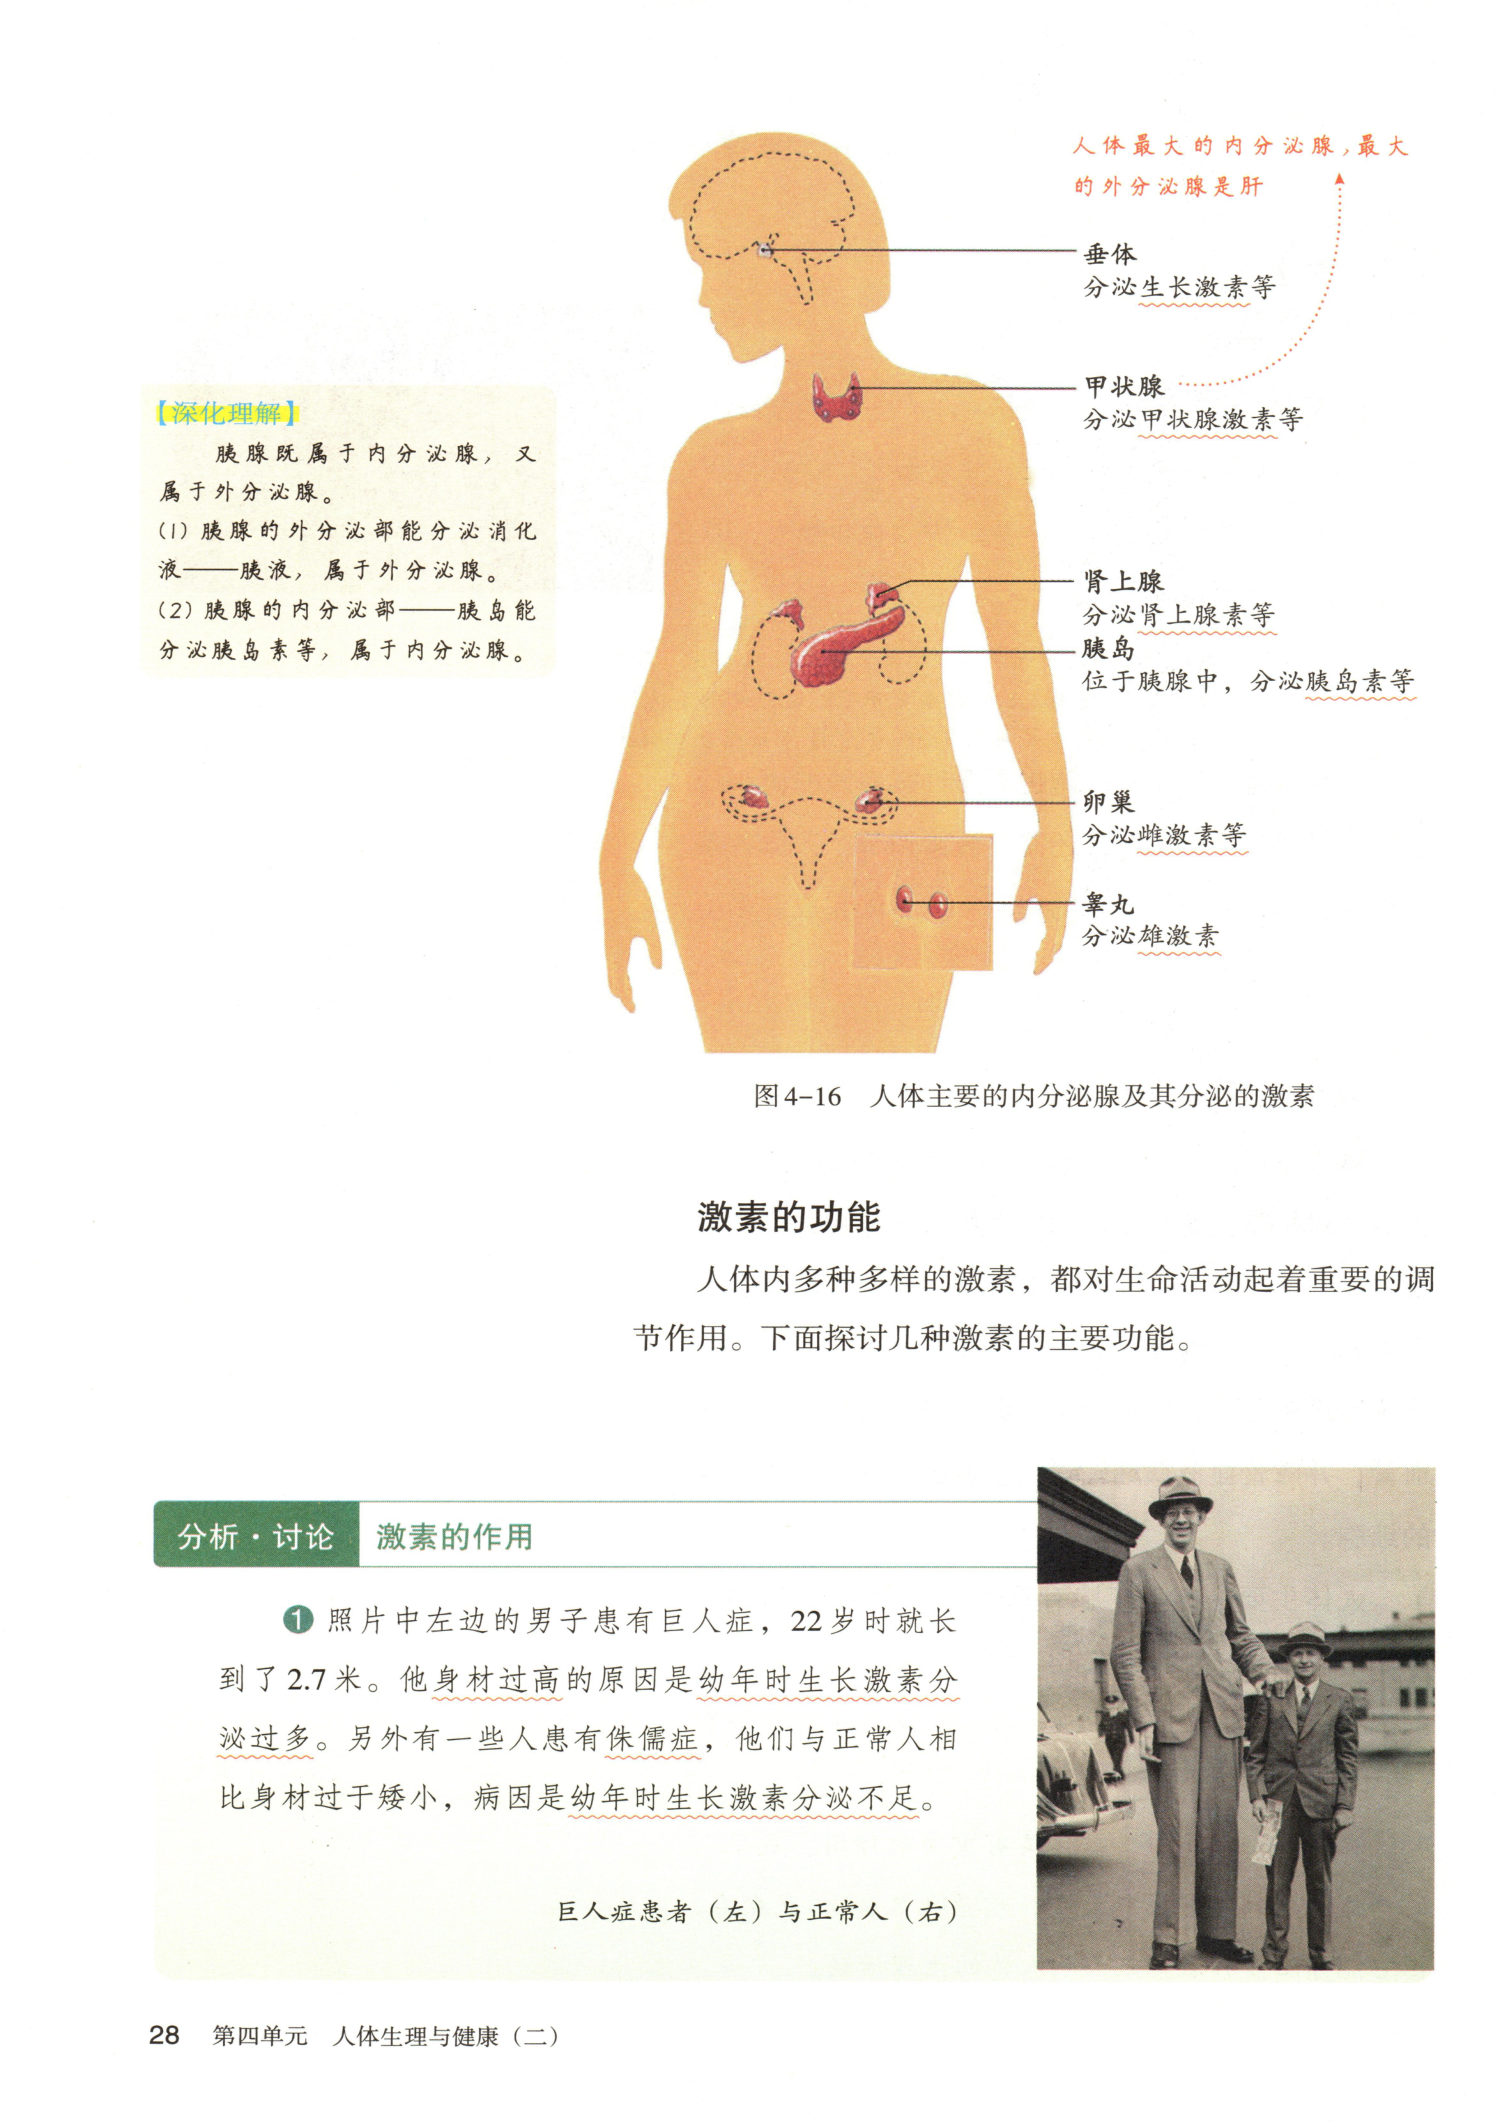 人体最大的内分泌腺,最大
的外分泌腺是肝
垂体
分泌生长激素等
甲状腺
分泌甲状腺激素等
【深化理解】
胰腺既属于内分泌腺，又
属于外分泌腺。
(1) 胰腺的外分泌部能分泌消化
液——胰液，属于外分泌腺。
(2) 胰腺的内分泌部——胰岛能
分泌胰岛素等，属于内分泌腺。
肾上腺
分泌肾上腺素等
胰岛
位于胰腺中，分泌胰岛素等
卵巢
分泌雌激素等
睾丸
分泌雄激素
图4-16 人体主要的内分泌腺及其分泌的激素
激素的功能
人体内多种多样的激素，都对生命活动起着重要的调
节作用。下面探讨几种激素的主要功能。
分析·讨论 激素的作用
1 照片中左边的男子患有巨人症，22岁时就长
到了2.7米。他身材过高的原因是幼年时生长激素分
泌过多。另外有一些人患有侏儒症，他们与正常人相
比身材过于矮小，病因是幼年时生长激素分泌不足。
巨人症患者（左）与正常人（右）
28 第四单元 人体生理与健康（二）